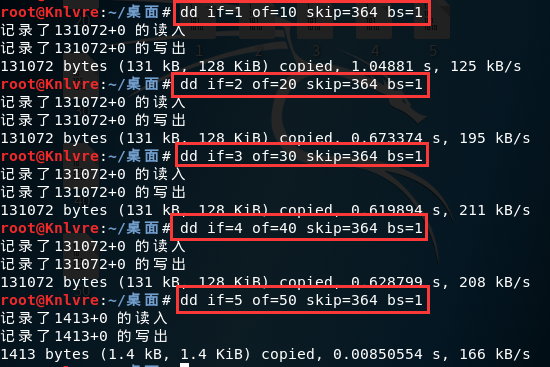 root@Knlvre:~/桌面# dd if=1 of=10 skip=364 bs=1
记录了131072+0 的读入
记录了131072+0 的写出
131072 bytes (131 kB, 128 KiB) copied, 1.04881 s, 125 kB/s
root@Knlvre:~/桌面# dd if=2 of=20 skip=364 bs=1
记录了131072+0 的读入
记录了131072+0 的写出
131072 bytes (131 kB, 128 KiB) copied, 0.673374 s, 195 kB/s
root@Knlvre:~/桌面# dd if=3 of=30 skip=364 bs=1
记录了131072+0 的读入
记录了131072+0 的写出
131072 bytes (131 kB, 128 KiB) copied, 0.619894 s, 211 kB/s
root@Knlvre:~/桌面# dd if=4 of=40 skip=364 bs=1
记录了131072+0 的读入
记录了131072+0 的写出
131072 bytes (131 kB, 128 KiB) copied, 0.628799 s, 208 kB/s
root@Knlvre:~/桌面# dd if=5 of=50 skip=364 bs=1
记录了1413+0 的读入
记录了1413+0 的写出
1413 bytes (1.4 kB, 1.4 KiB) copied, 0.00850554 s, 166 kB/s